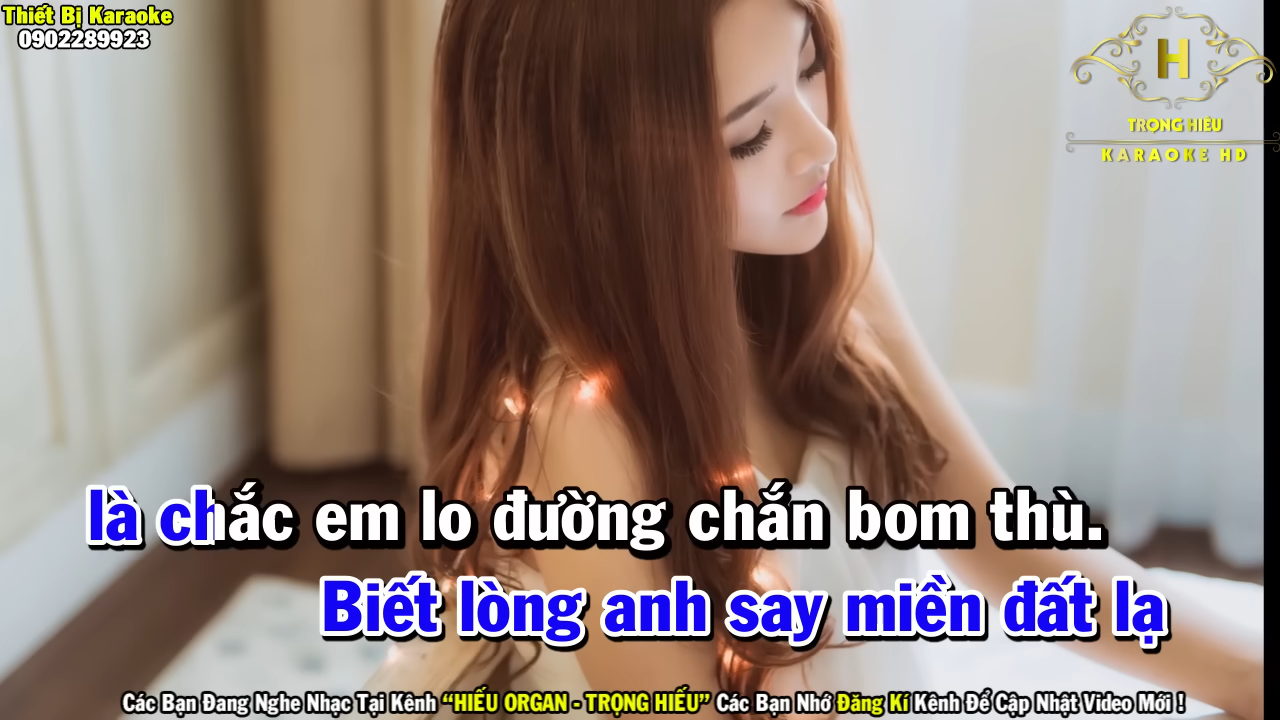 Thiết Bị Karaoke
0902289923
H
TRỌNG HIẾU
KARAOKE HD
là chắc em lo đường chắn bom thù.
Biết lòng anh say miền đất lạ
Các Bạn Đang Nghe Nhạc Tại Kênh “HIẾU ORGAN - TRỌNG HIẾU” Các Bạn Nhớ Đăng Kí Kênh Để Cập Nhật Video Mới !